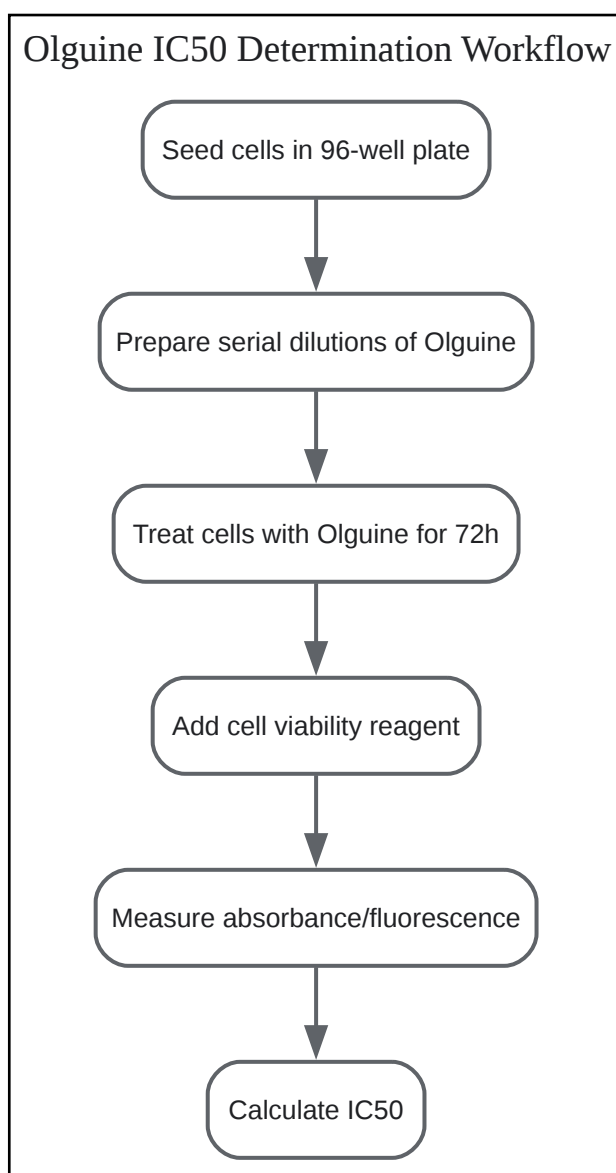 Olguine IC50 Determination Workflow
Seed cells in 96-well plate
Prepare serial dilutions of Olguine
Treat cells with Olguine for 72h
Add cell viability reagent
Measure absorbance/fluorescence
Calculate IC50